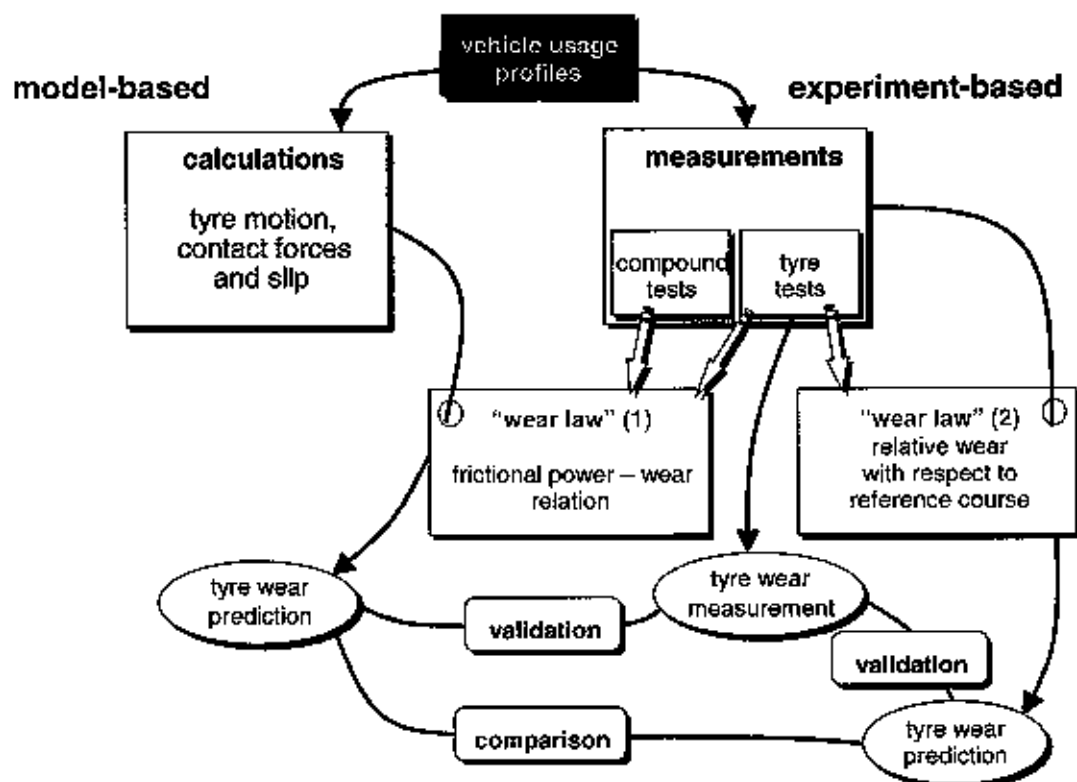 vehicle usage
profiles
model-based
experiment-based
calculations
tyre motion,
contact forces
and slip
measurements
compound
tests
tyre
tests
"wear law" (1)
frictional power – wear
relation
"wear law" (2)
relative wear
with respect to
reference course
tyre wear
prediction
validation
tyre wear
measurement
validation
comparison
tyre wear
prediction